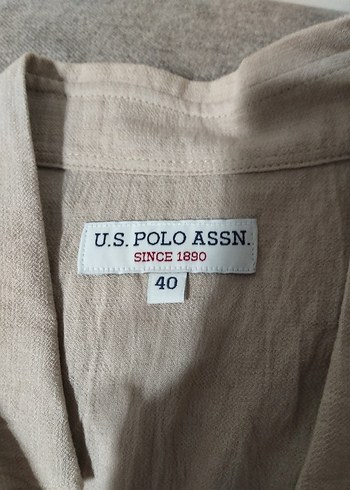 U.S. POLO ASSN.
SINCE 1890
40